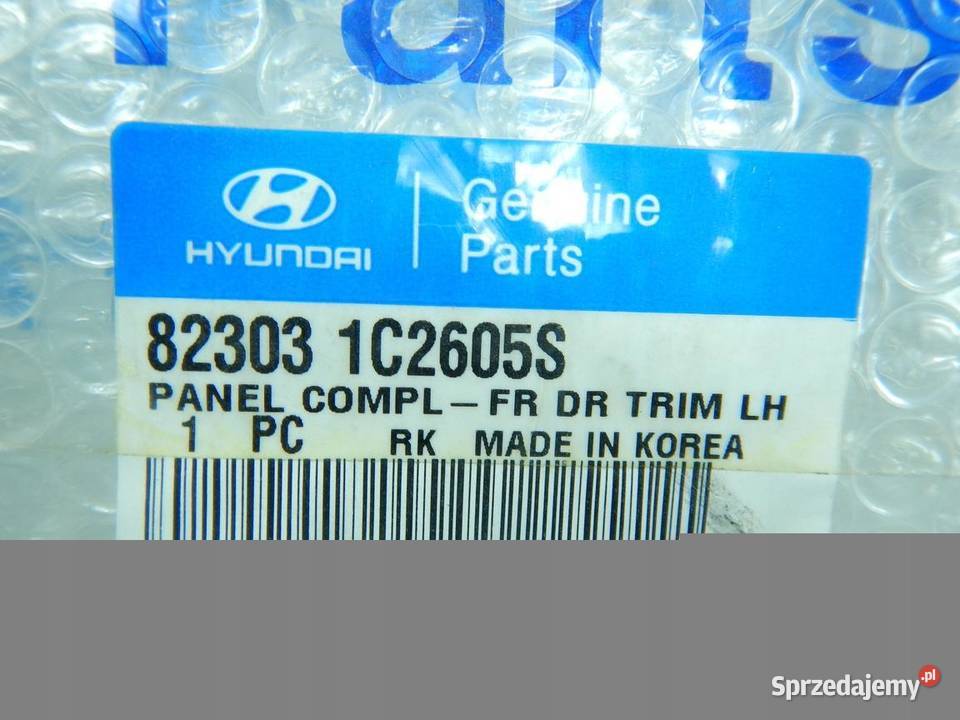 Parts
HYUNDAI
Genuine
Parts
82303 1C2605S
PANEL COMPL-FR DR TRIM LH
1 PC RK MADE IN KOREA
Sprzedajemy.pl